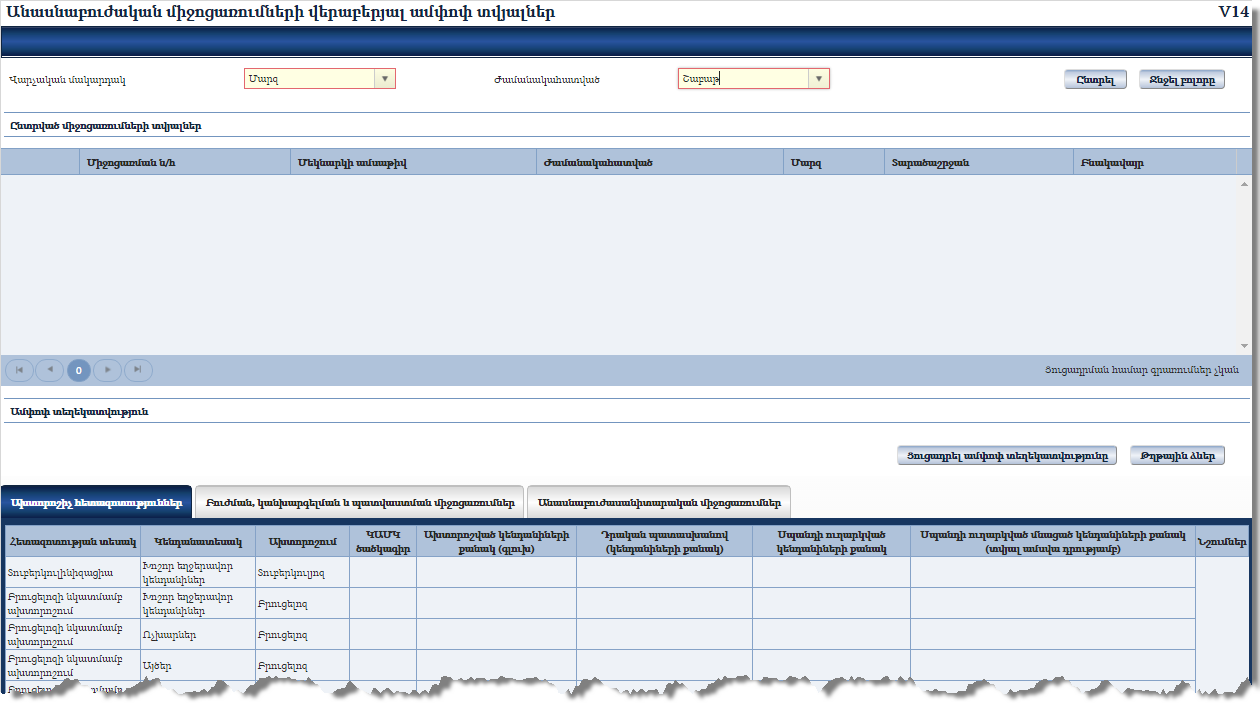 Անասնաբուժական միջոցառումների վերաբերյալ ամփոփ տվյալներ V14
Վարչական մակարդակ Մարզ Ժամանակահատված Շաբաթ Ընտրել Ջնջել բոլորը
Ընտրված միջոցառումների տվյալներ
Միջոցառման ն/հ Մեկնարկի ամսաթիվ Ժամանակահատված Մարզ Տարածաշրջան Բնակավայր
0 Ցուցադրման համար գրառումներ չկան
Ամփոփ տեղեկատվություն
Ցուցադրել ամփոփ տեղեկատվությունը Թղթային ձևեր
Ախտորոշիչ հետազոտություններ Բուժման, կանխարգելման և պատվաստման միջոցառումներ Անասնաբուժասանիտարական միջոցառումներ
Հետազոտության տեսակ Կենդանատեսակ Ախտորոշում ԿԱՄԿ ծածկագիր Ախտորոշված կենդանիների քանակ (գլուխ) Դրական պատասխանով (կենդանիների քանակ) Սպանդի ուղարկված կենդանիների քանակ Սպանդի ուղարկված մնացած կենդանիների քանակ (տվյալ ամսվա դրությամբ) Նշումներ
Տուբերկուլինիզացիա Խոշոր եղջերավոր կենդանիներ Տուբերկուլյոզ
Բրուցելոզի նկատմամբ ախտորոշում Խոշոր եղջերավոր կենդանիներ Բրուցելոզ
Բրուցելոզի նկատմամբ ախտորոշում Ոչխարներ Բրուցելոզ
Բրուցելոզի նկատմամբ ախտորոշում Այծեր Բրուցելոզ